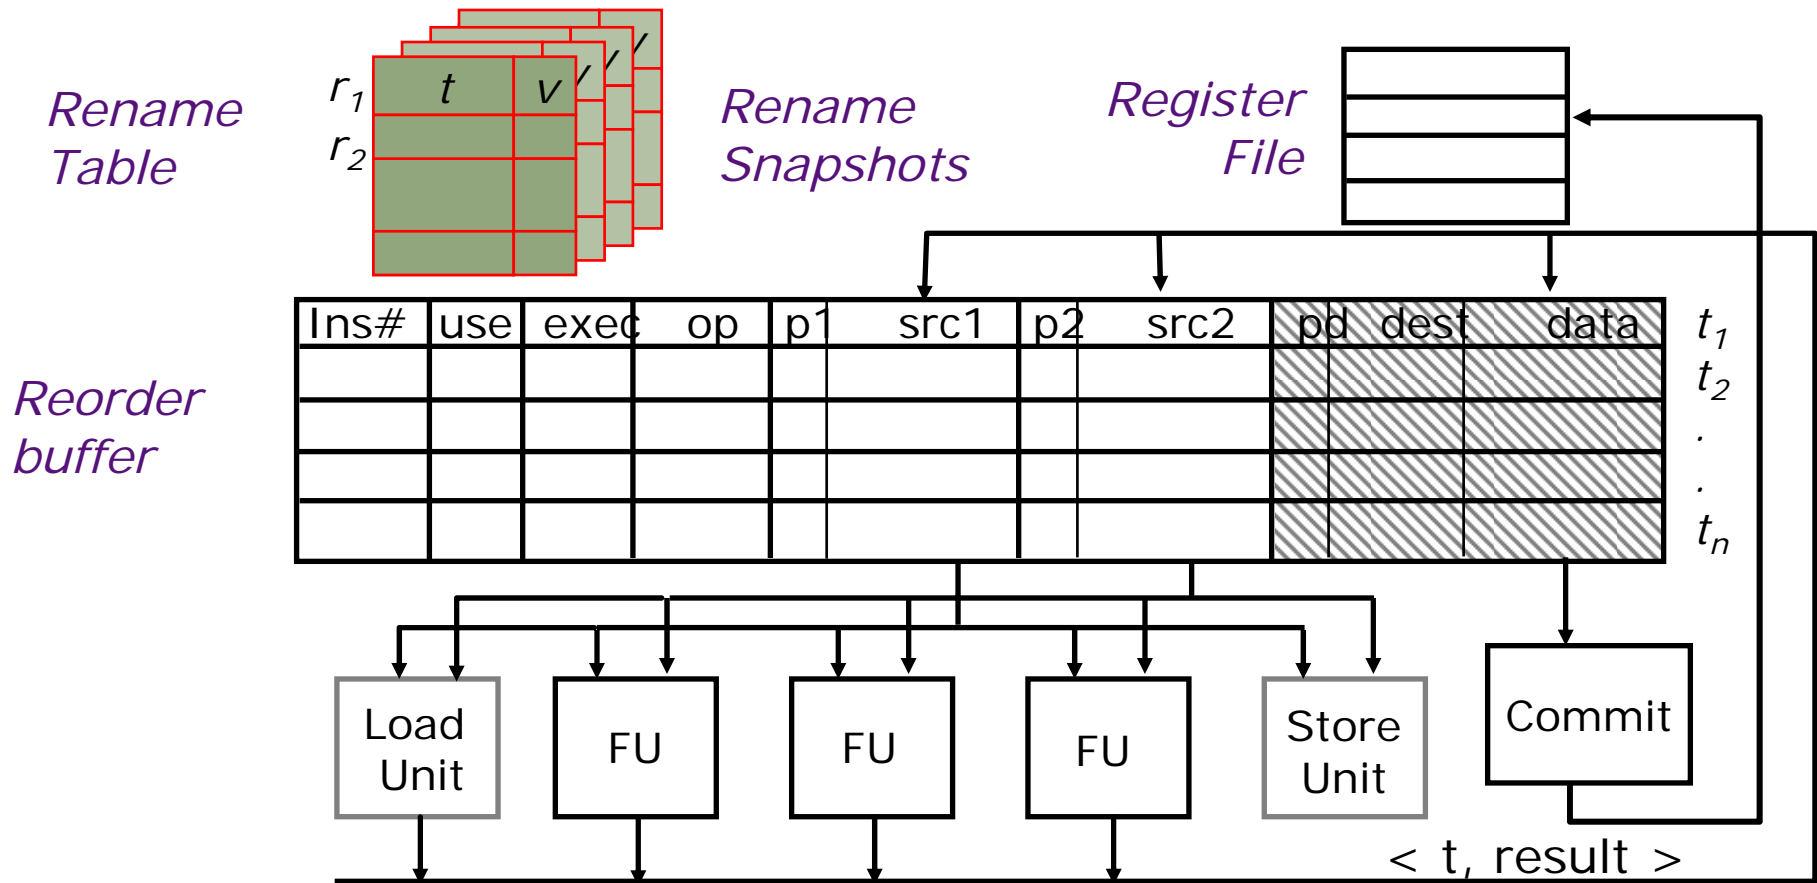 Rename
Table
r1
r2
t v v v v
Rename
Snapshots
Register
File
Ins# use exec op p1 src1 p2 src2 pd dest data t1
t2
.
.
tn
Reorder
buffer
Load
Unit
FU
FU
FU
Store
Unit
Commit
< t, result >